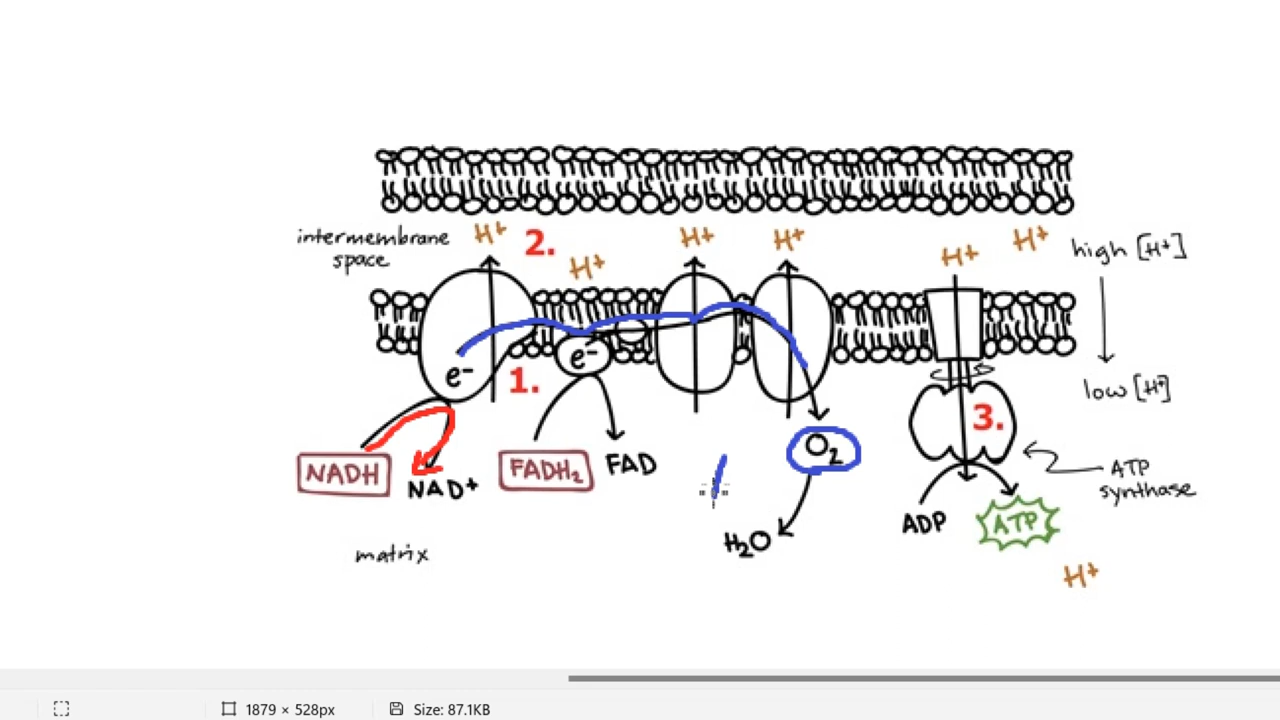 intermembrane
space
H+
2.
H+
H+
H+
H+
H+
high [H+]
e-
e-
1.
low [H+]
3.
NADH
NAD+
FADH₂
FAD
O₂
ATP
synthase
H₂O
ADP
ATP
matrix
H+
1879 × 528px
Size: 87.1KB